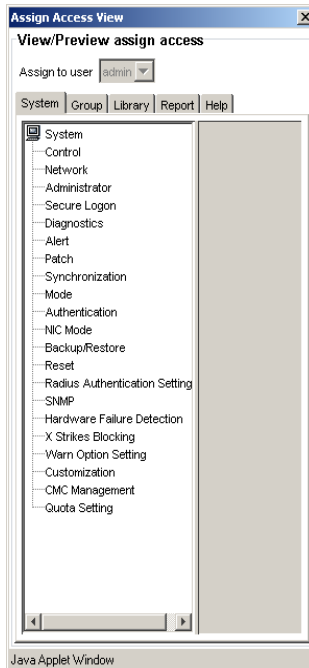 Assign Access View
View/Preview assign access
Assign to user admin
System Group Library Report Help
System
Control
Network
Administrator
Secure Logon
Diagnostics
Alert
Patch
Synchronization
Mode
Authentication
NIC Mode
Backup/Restore
Reset
Radius Authentication Setting
SNMP
Hardware Failure Detection
X Strikes Blocking
Warn Option Setting
Customization
CMC Management
Quota Setting
Java Applet Window